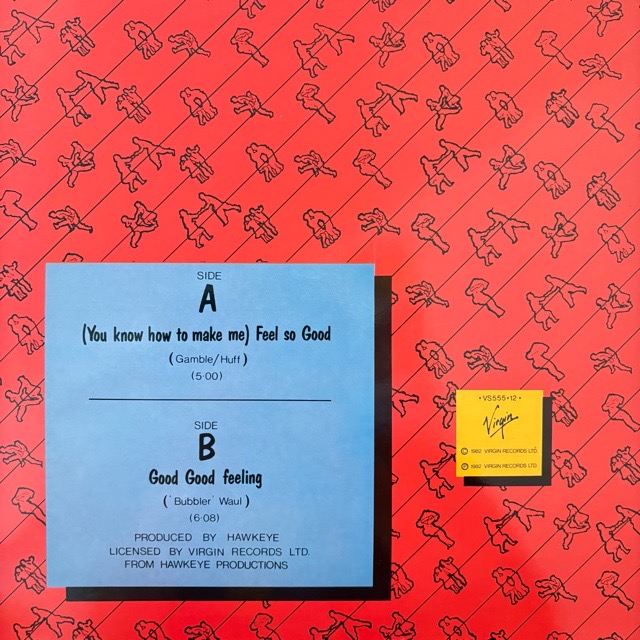 SIDE
A
(You know how to make me) Feel so Good
(Gamble/Huff)
(5·00)
SIDE
B
Good Good feeling
('Bubbler' Waul)
(6·08)
PRODUCED BY HAWKEYE
LICENSED BY VIRGIN RECORDS LTD.
FROM HAWKEYE PRODUCTIONS
·VS555·12·
Virgin
© 1982 VIRGIN RECORDS LTD.
℗ 1982 VIRGIN RECORDS LTD.